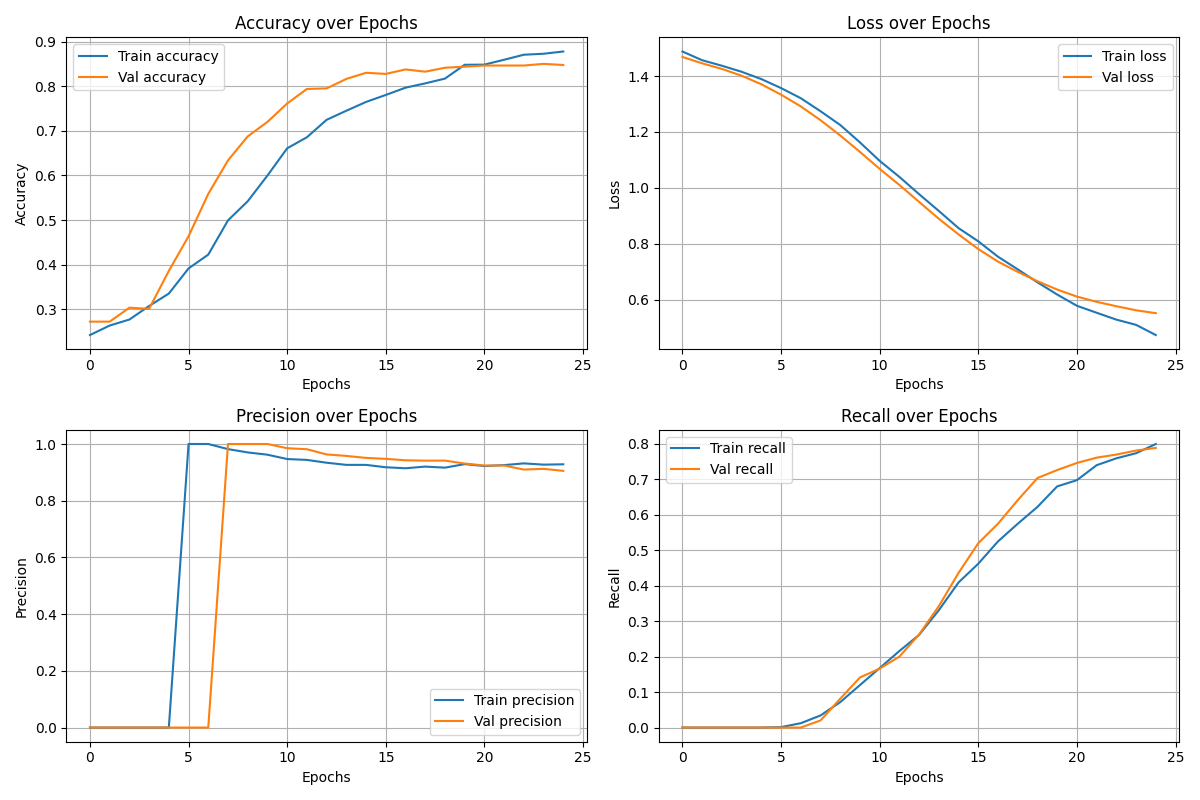 Accuracy over Epochs
Train accuracy
Val accuracy
Accuracy
0.9
0.8
0.7
0.6
0.5
0.4
0.3
0 5 10 15 20 25
Epochs
Loss over Epochs
Train loss
Val loss
Loss
1.4
1.2
1.0
0.8
0.6
0 5 10 15 20 25
Epochs
Precision over Epochs
Precision
1.0
0.8
0.6
0.4
0.2
0.0
Train precision
Val precision
0 5 10 15 20 25
Epochs
Recall over Epochs
Train recall
Val recall
Recall
0.8
0.7
0.6
0.5
0.4
0.3
0.2
0.1
0.0
0 5 10 15 20 25
Epochs